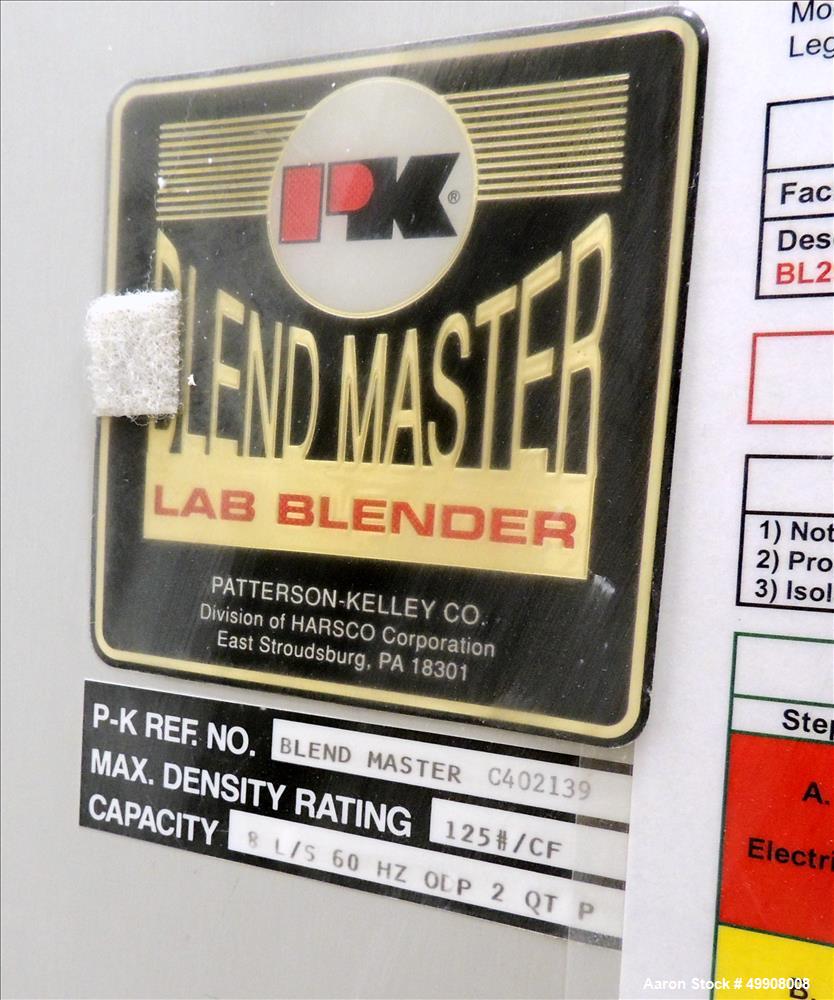 PK®
BLEND MASTER
LAB BLENDER
PATTERSON-KELLEY CO.
Division of HARSCO Corporation
East Stroudsburg, PA 18301
P-K REF. NO. BLEND MASTER C402139
MAX. DENSITY RATING 125#/CF
CAPACITY 8 L/S 60 HZ ODP 2 QT P
Mo
Leg
Fac
Des
BL2
1) Not
2) Pro
3) Isol
Step
A.
Electri
B.
Aaron Stock # 49908008